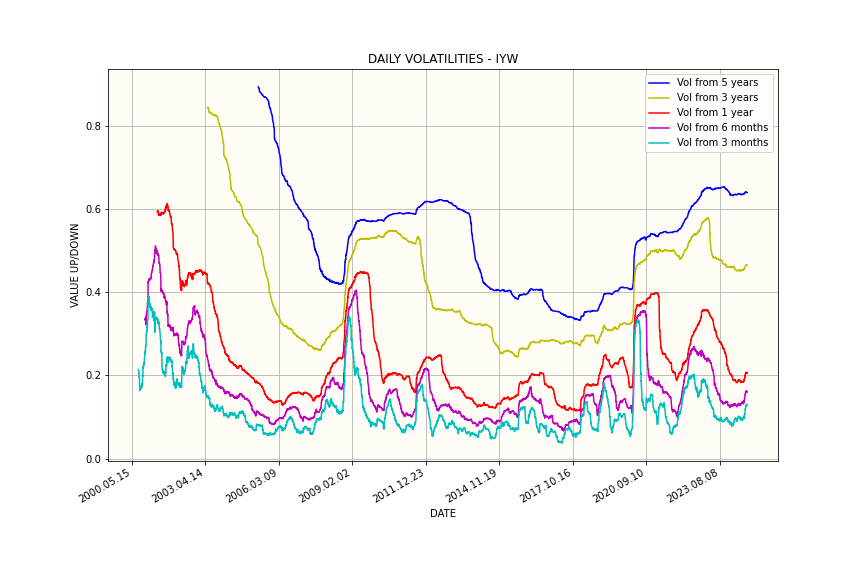 DAILY VOLATILITIES - IYW
Vol from 5 years
Vol from 3 years
Vol from 1 year
Vol from 6 months
Vol from 3 months
VALUE UP/DOWN
0.8
0.6
0.4
0.2
0.0
2000.05.15
2003.04.14
2006.03.09
2009.02.02
2011.12.23
2014.11.19
2017.10.16
2020.09.10
2023.08.08
DATE